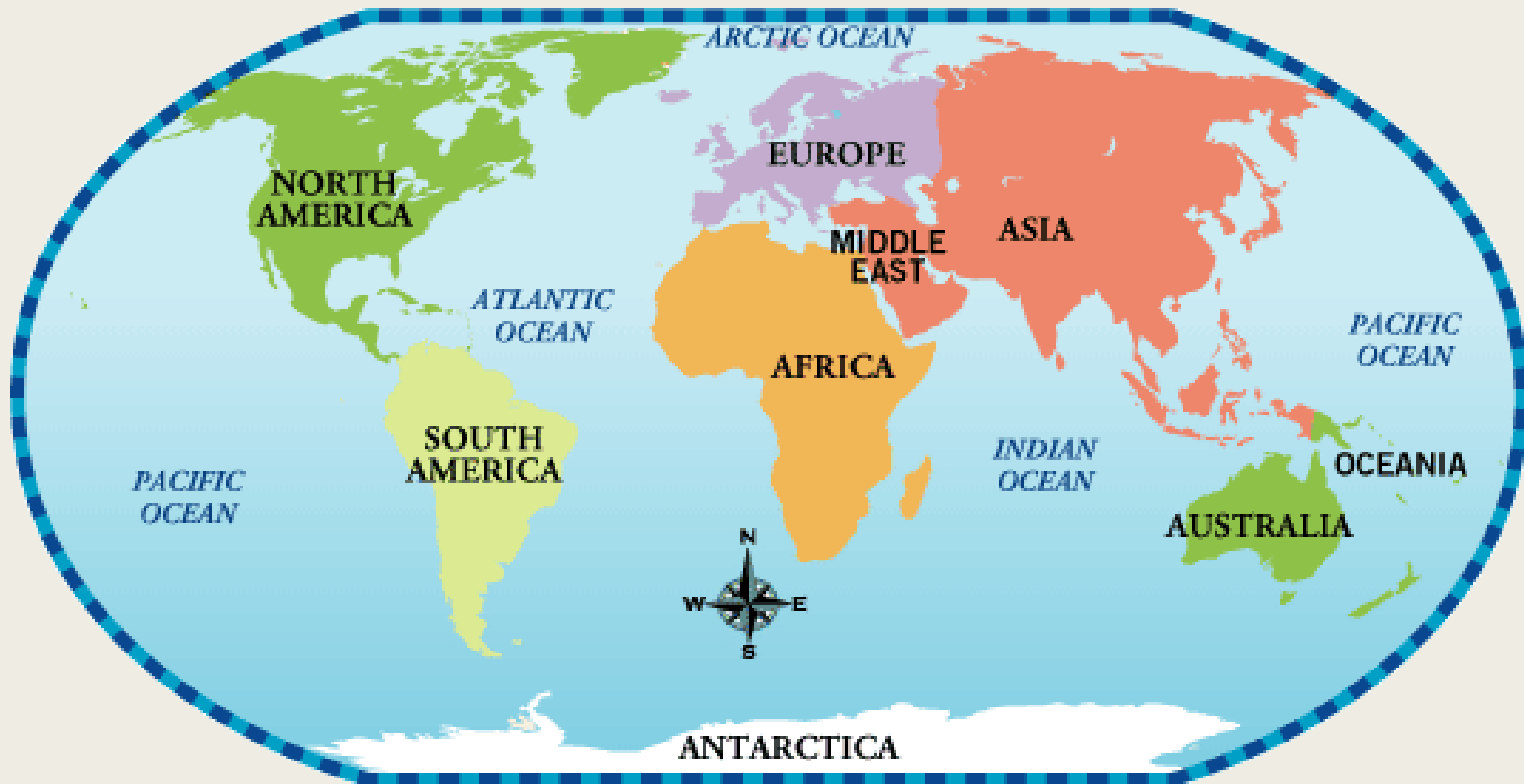 ARCTIC OCEAN
EUROPE
NORTH
AMERICA
ASIA
MIDDLE
EAST
ATLANTIC
OCEAN
PACIFIC
OCEAN
AFRICA
SOUTH
AMERICA
INDIAN
OCEAN
OCEANIA
PACIFIC
OCEAN
AUSTRALIA
N
W E
S
ANTARCTICA